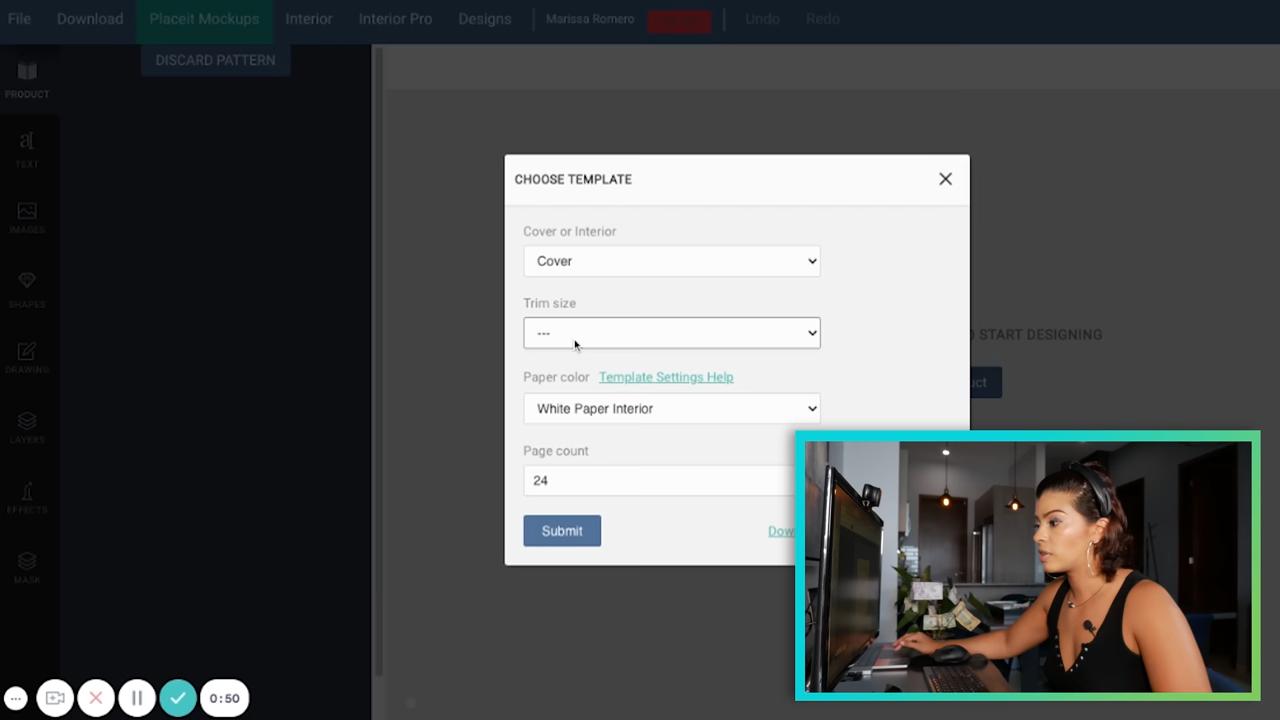 File Download Placeit Mockups Interior Interior Pro Designs Marissa Romero Undo Redo
DISCARD PATTERN
PRODUCT
TEXT
IMAGES
SHAPES
DRAWING
LAYERS
EFFECTS
MASK
CHOOSE TEMPLATE
Cover or Interior
Cover
Trim size
---
START DESIGNING
Paper color Template Settings Help
White Paper Interior
Page count
24
Submit
0:50